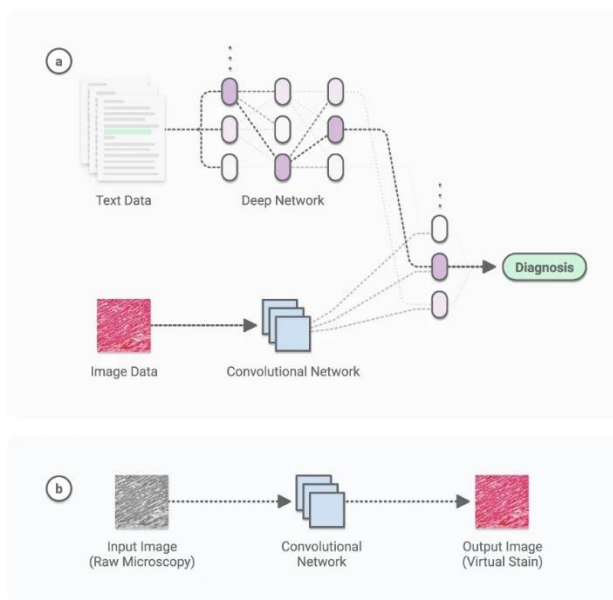 a
Text Data
Deep Network
Diagnosis
Image Data
Convolutional Network
b
Input Image
(Raw Microscopy)
Convolutional
Network
Output Image
(Virtual Stain)